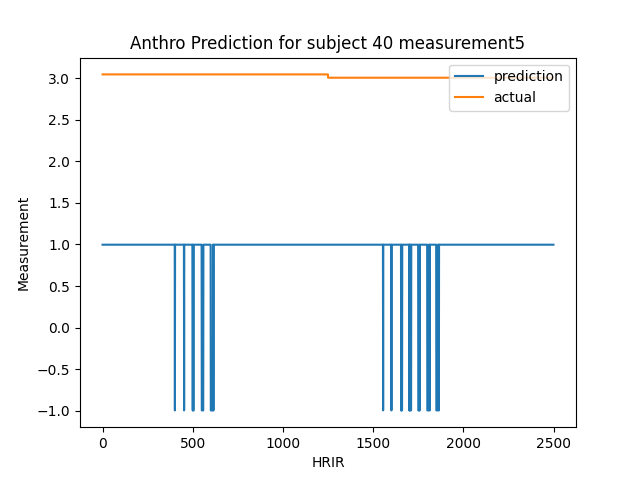 Anthro Prediction for subject 40 measurement5
prediction
actual
3.0
2.5
2.0
1.5
1.0
0.5
0.0
−0.5
−1.0
Measurement
0 500 1000 1500 2000 2500
HRIR